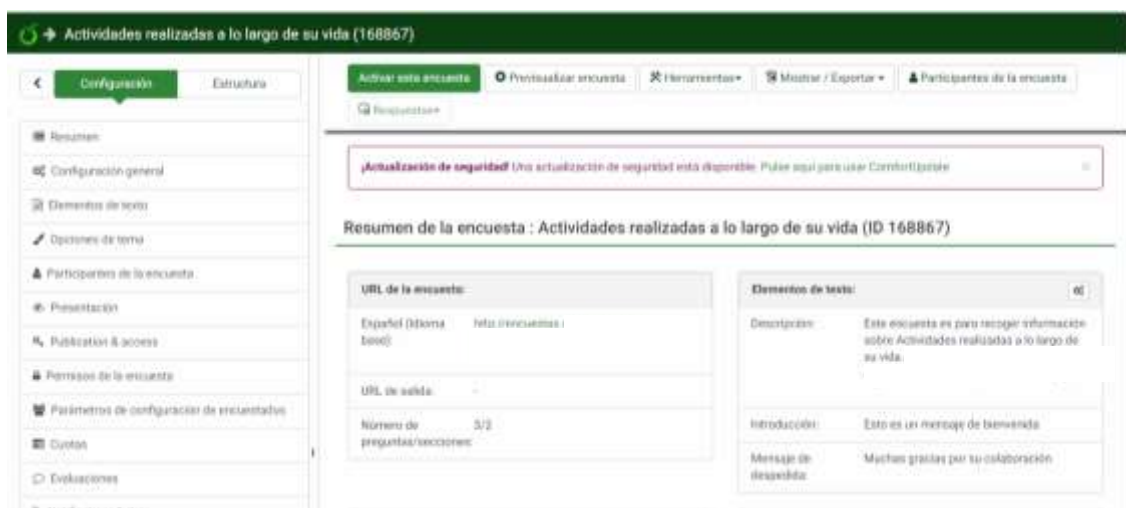 Actividades realizadas a lo largo de su vida (168867)
Configuración
Estructura
Resumen
Configuración general
Elementos de texto
Opciones de tema
Participantes de la encuesta
Presentación
Publication & access
Permisos de la encuesta
Parámetros de configuración de encuestados
Cuotas
Evaluaciones
Activar esta encuesta
Previsualizar encuesta
Herramientas
Mostrar / Exportar
Participantes de la encuesta
Respuestas
¡Actualización de seguridad! Una actualización de seguridad está disponible. Pulse aquí para usar ComfortUpdate
Resumen de la encuesta : Actividades realizadas a lo largo de su vida (ID 168867)
URL de la encuesta:
Español (Idioma
base):
URL de salida:
-
Número de
preguntas/secciones:
Elementos de texto:
Descripción:
Esta encuesta es para recoger información
sobre Actividades realizadas a lo largo de
su vida.
Introducción:
Esto es un mensaje de bienvenida
Mensaje de
despedida:
Muchas gracias por su colaboración